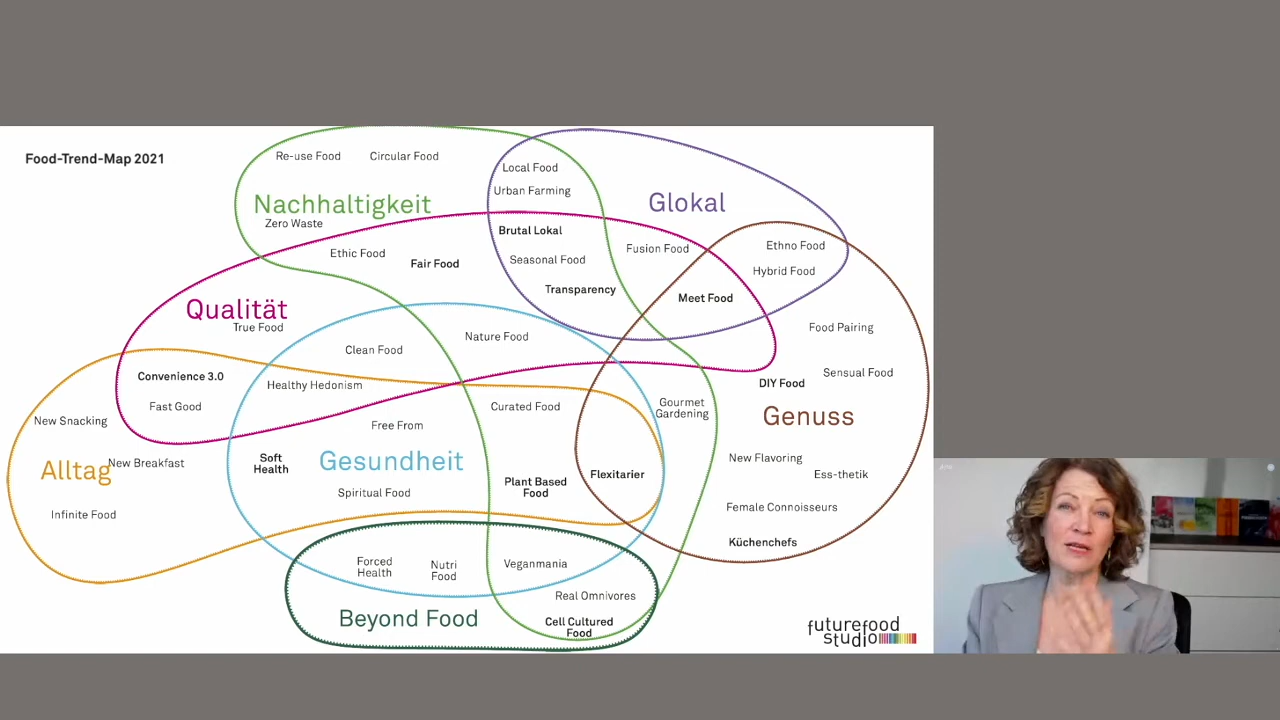 Food-Trend-Map 2021
Re-use Food
Circular Food
Nachhaltigkeit
Zero Waste
Local Food
Urban Farming
Glokal
Brutal Lokal
Ethic Food
Fair Food
Seasonal Food
Transparency
Fusion Food
Ethno Food
Hybrid Food
Meet Food
Qualität
True Food
Clean Food
Nature Food
Food Pairing
Sensual Food
Convenience 3.0
Healthy Hedonism
DIY Food
Fast Good
Curated Food
Gourmet
Gardening
Genuss
New Snacking
Free From
Alltag
New Breakfast
Soft
Health
Gesundheit
New Flavoring
Flexitarier
Ess-thetik
Plant Based
Food
Spiritual Food
Infinite Food
Female Connoisseurs
Küchenchefs
Forced
Health
Nutri
Food
Veganmania
Real Omnivores
Beyond Food
Cell Cultured
Food
futurefood
studio